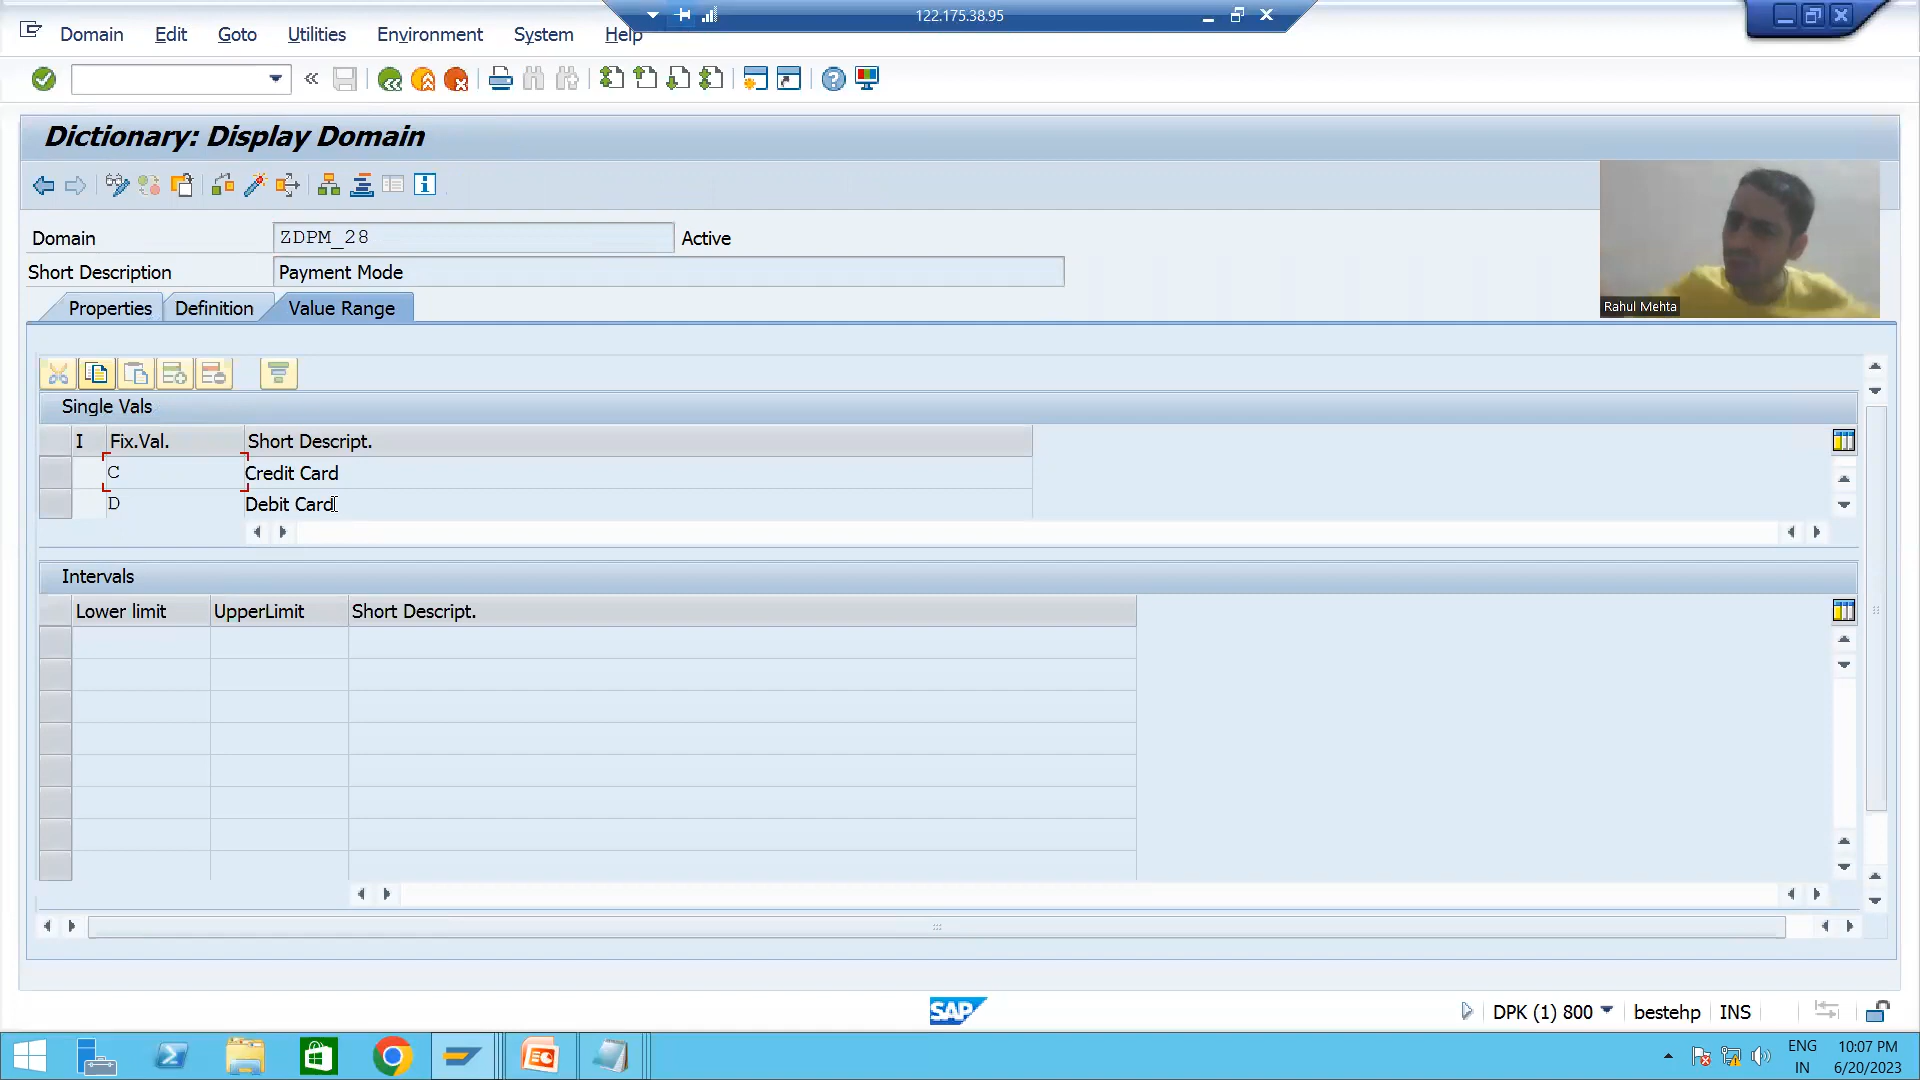 122.175.38.95
Domain Edit Goto Utilities Environment System Help
Dictionary: Display Domain
Domain ZDPM_28 Active
Short Description Payment Mode
Rahul Mehta
Properties Definition Value Range
Single Vals
I Fix.Val. Short Descript.
C Credit Card
D Debit Card
Intervals
Lower limit UpperLimit Short Descript.
SAP
DPK (1) 800 bestehp INS
ENG 10:07 PM
IN 6/20/2023